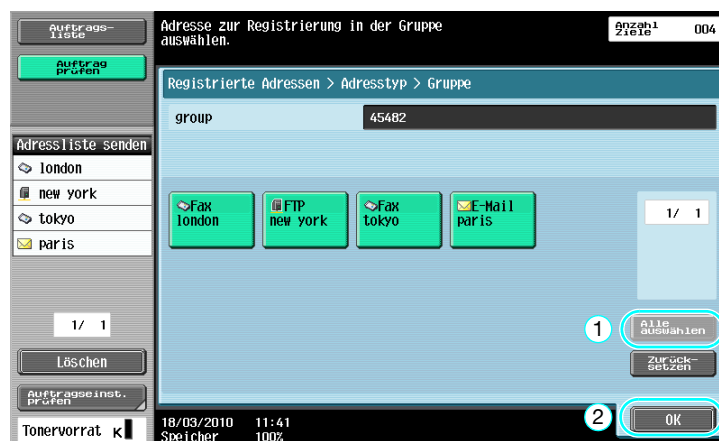 Auftrags-
liste
Auftrag
prüfen
Adressliste senden
london
new york
tokyo
paris
1/ 1
Löschen
Auftragseinst.
prüfen
Tonervorrat K
Adresse zur Registrierung in der Gruppe
auswählen.
Anzahl
Ziele 004
Registrierte Adressen > Adresstyp > Gruppe
group 45482
Fax
london
FTP
new york
Fax
tokyo
E-Mail
paris
1/ 1
1
Alle
auswählen
Zurück-
setzen
2
OK
18/03/2010 11:41
Speicher 100%